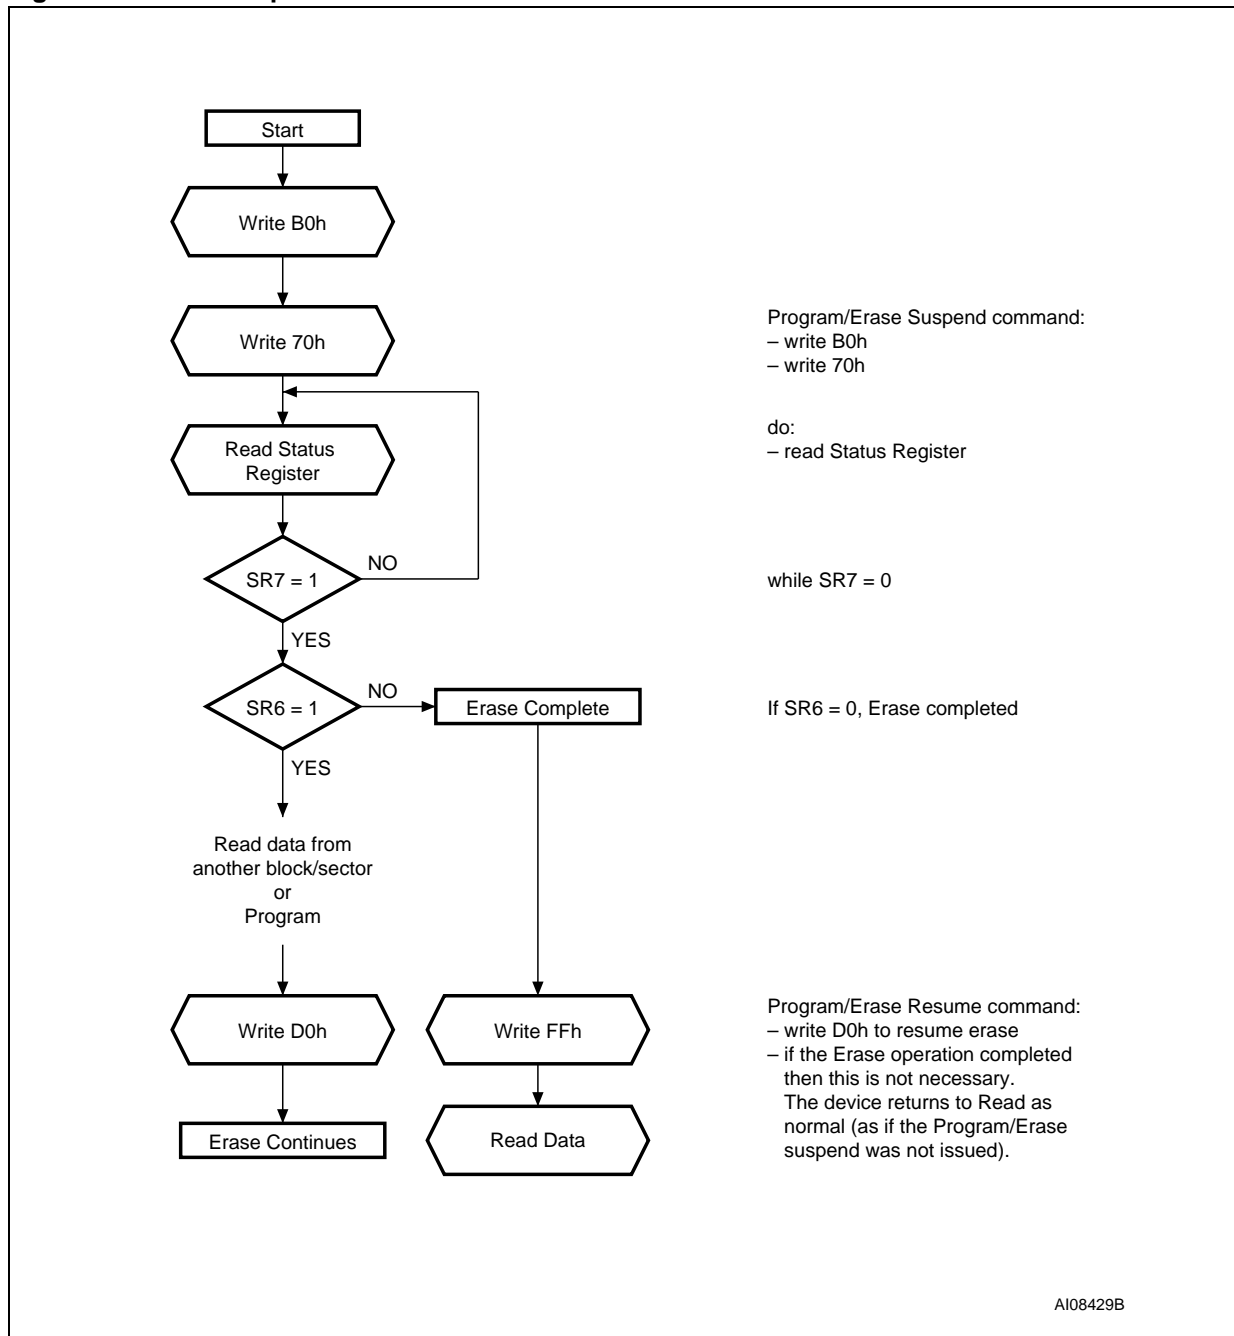 Start
Write B0h
Write 70h
Program/Erase Suspend command:
– write B0h
– write 70h
Read Status
Register
do:
– read Status Register
SR7 = 1
NO
while SR7 = 0
YES
SR6 = 1
NO
Erase Complete
If SR6 = 0, Erase completed
YES
Read data from
another block/sector
or
Program
Write D0h
Write FFh
Program/Erase Resume command:
– write D0h to resume erase
– if the Erase operation completed
then this is not necessary.
The device returns to Read as
normal (as if the Program/Erase
suspend was not issued).
Erase Continues
Read Data
AI08429B